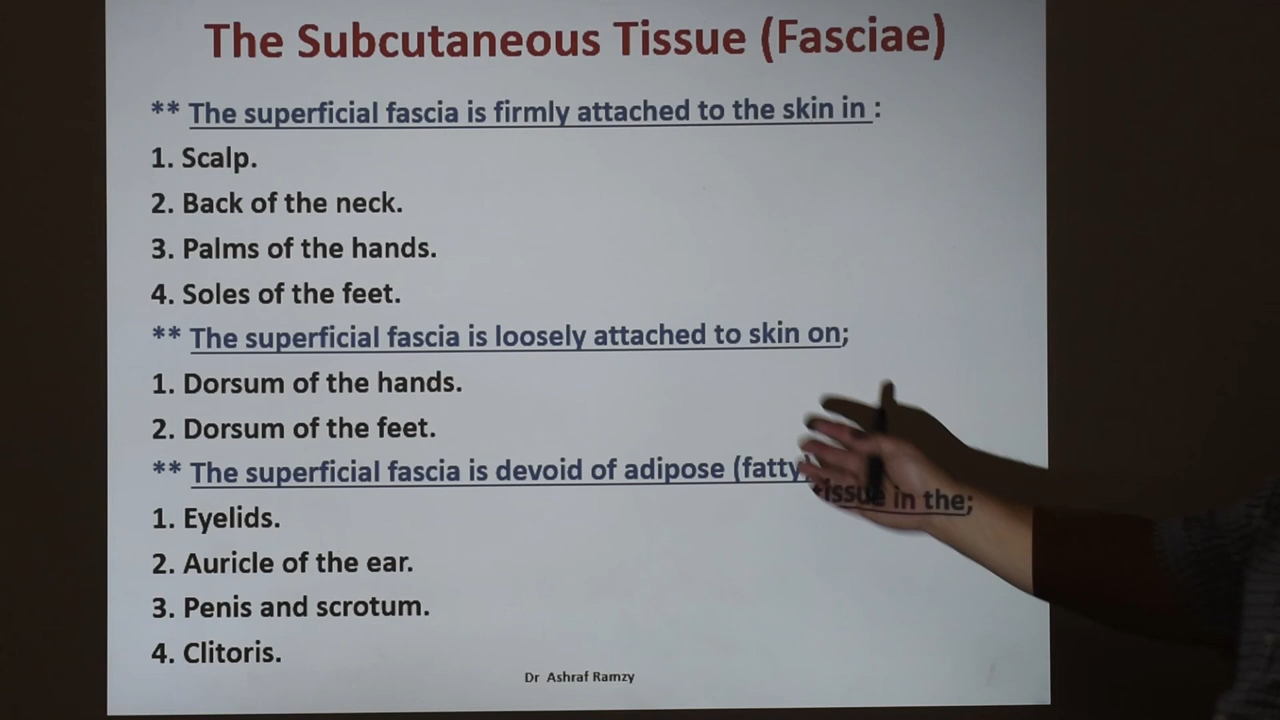 The Subcutaneous Tissue (Fasciae)
** The superficial fascia is firmly attached to the skin in :
1. Scalp.
2. Back of the neck.
3. Palms of the hands.
4. Soles of the feet.
** The superficial fascia is loosely attached to skin on;
1. Dorsum of the hands.
2. Dorsum of the feet.
** The superficial fascia is devoid of adipose (fatty) tissue in the;
1. Eyelids.
2. Auricle of the ear.
3. Penis and scrotum.
4. Clitoris.
Dr Ashraf Ramzy